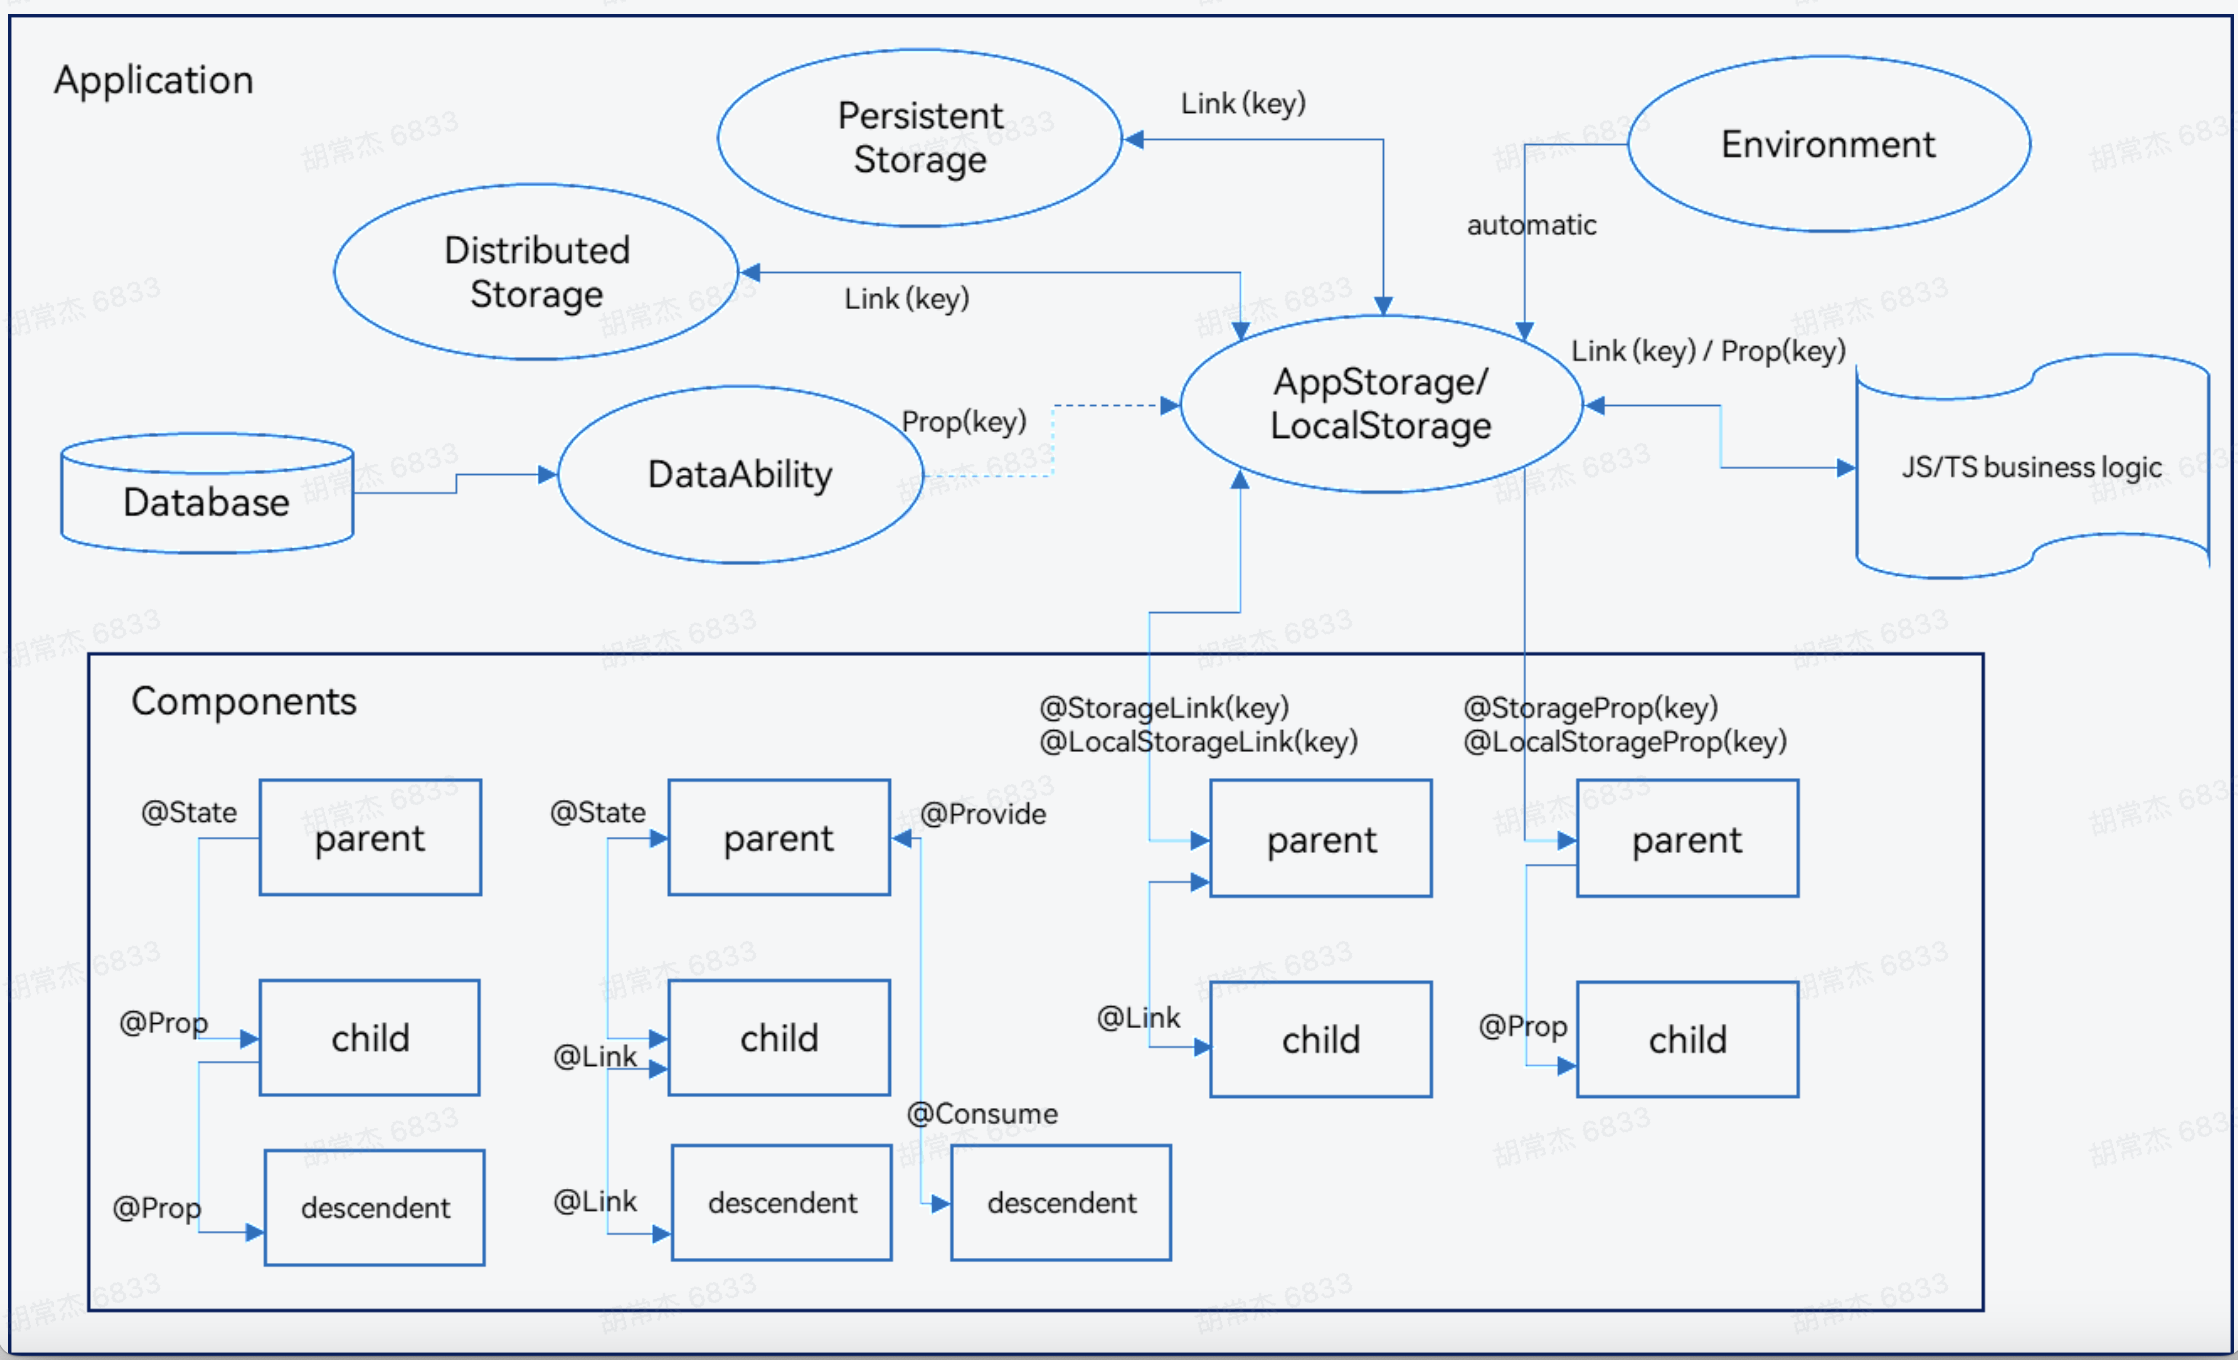 Application
Persistent
Storage
Link (key)
Environment
automatic
Distributed
Storage
Link (key)
Link (key) / Prop(key)
AppStorage/
LocalStorage
Prop(key)
DataAbility
Database
JS/TS business logic
Components
@StorageLink(key)
@LocalStorageLink(key)
@StorageProp(key)
@LocalStorageProp(key)
@State
parent
@State
parent
@Provide
parent
parent
@Prop
child
@Link
child
@Link
child
@Prop
child
@Consume
@Prop
descendent
@Link
descendent
descendent
胡常杰 6833